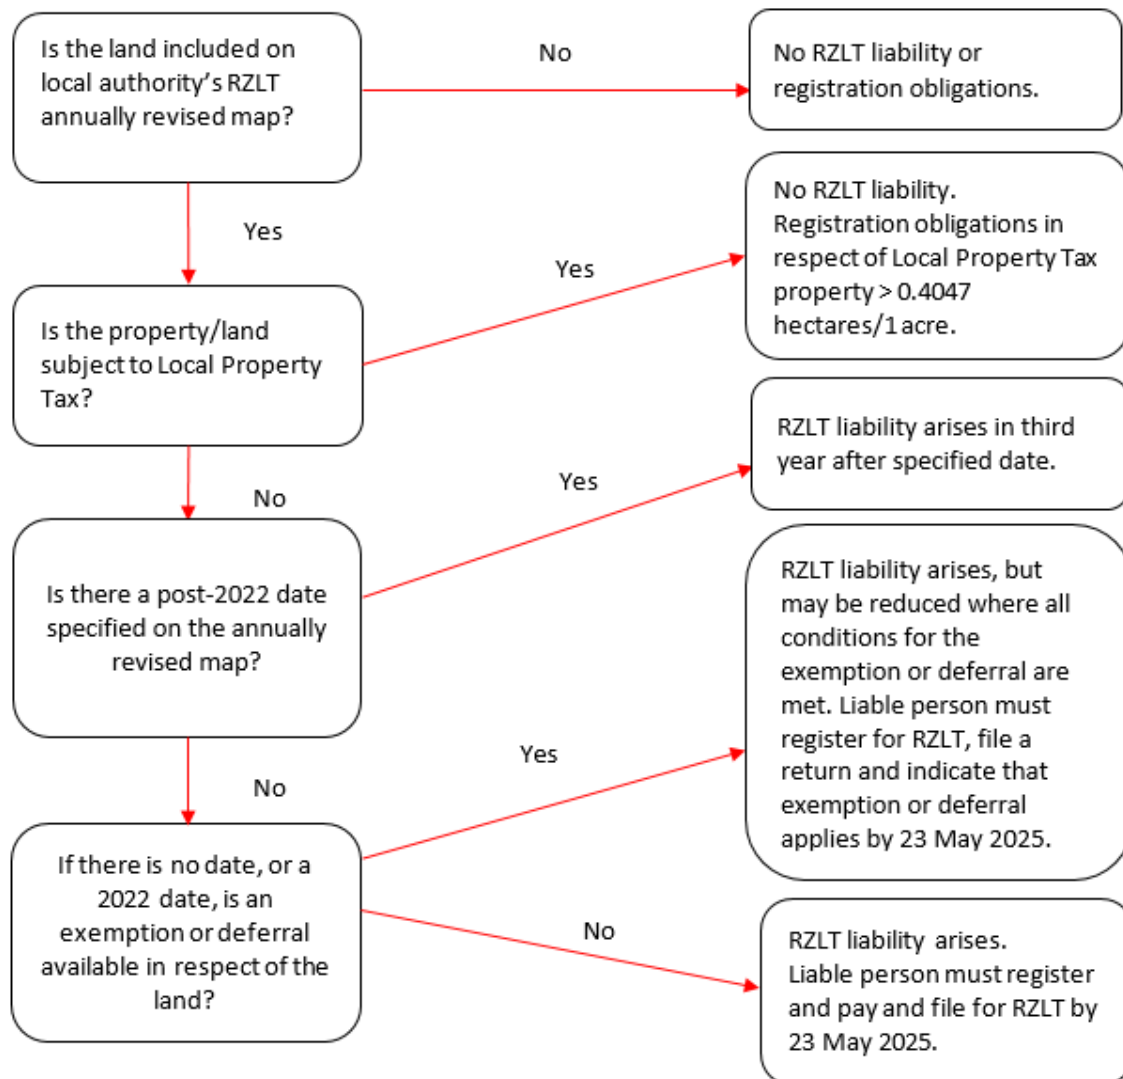 Is the land included on
local authority's RZLT
annually revised map?
No
No RZLT liability or
registration obligations.
Yes
Is the property/land
subject to Local Property
Tax?
Yes
No RZLT liability.
Registration obligations in
respect of Local Property Tax
property > 0.4047
hectares/1 acre.
No
Is there a post-2022 date
specified on the annually
revised map?
Yes
RZLT liability arises in third
year after specified date.
No
If there is no date, or a
2022 date, is an
exemption or deferral
available in respect of the
land?
Yes
RZLT liability arises, but
may be reduced where all
conditions for the
exemption or deferral are
met. Liable person must
register for RZLT, file a
return and indicate that
exemption or deferral
applies by 23 May 2025.
No
RZLT liability arises.
Liable person must register
and pay and file for RZLT by
23 May 2025.